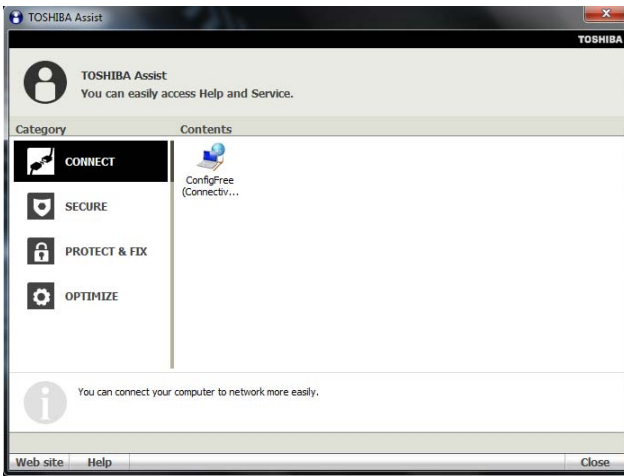 TOSHIBA Assist
TOSHIBA
TOSHIBA Assist
You can easily access Help and Service.
Category
Contents
CONNECT
SECURE
PROTECT & FIX
OPTIMIZE
ConfigFree
(Connectiv...
You can connect your computer to network more easily.
Web site
Help
Close